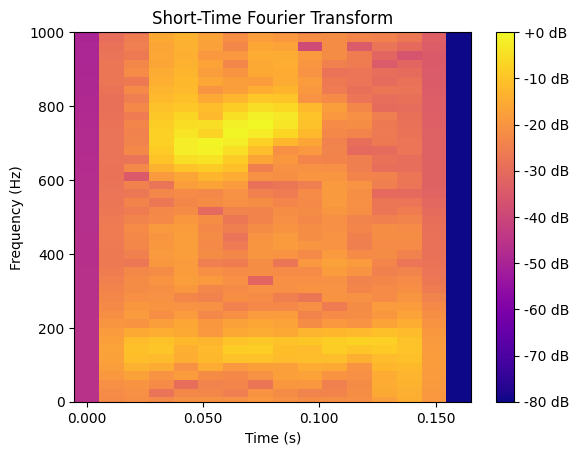 Short-Time Fourier Transform
Frequency (Hz)
1000
800
600
400
200
0
0.000
0.050
0.100
0.150
Time (s)
+0 dB
-10 dB
-20 dB
-30 dB
-40 dB
-50 dB
-60 dB
-70 dB
-80 dB